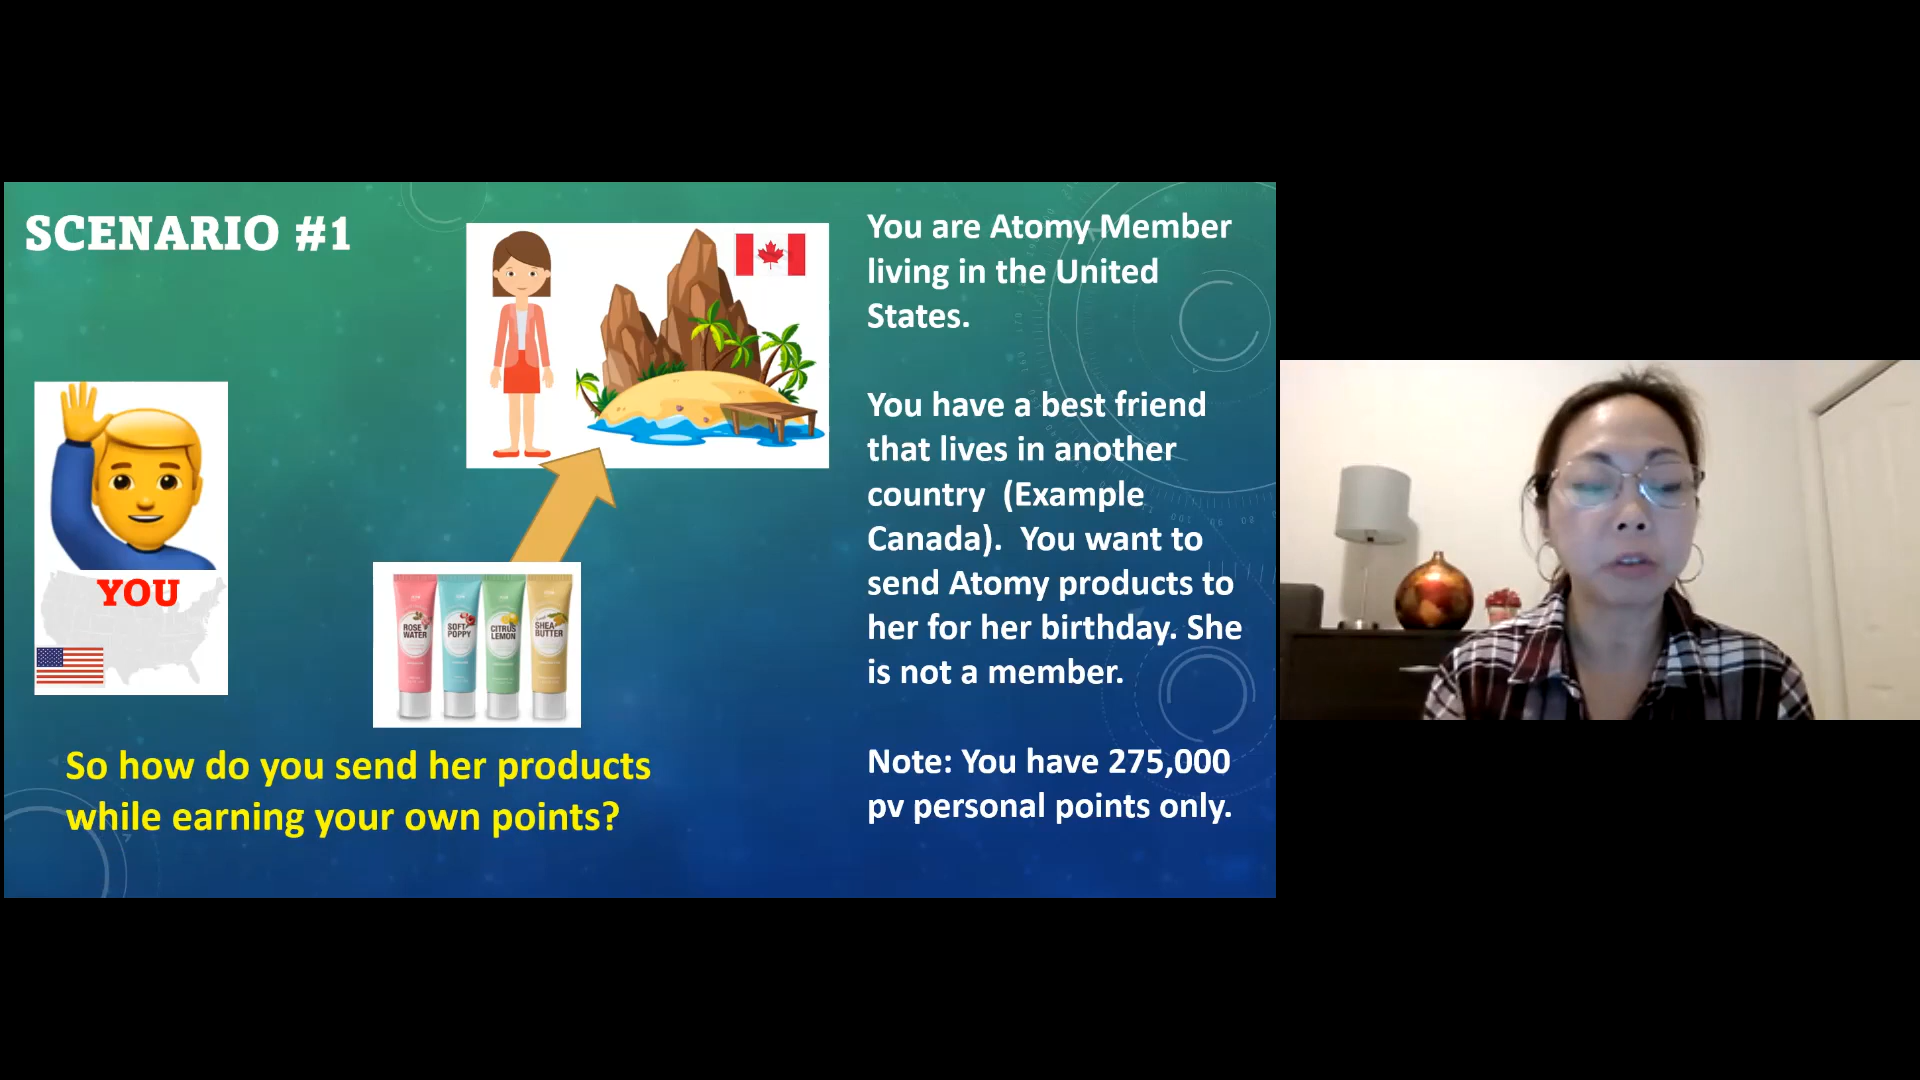 SCENARIO #1
YOU
ROSE
WATER
SOFT
POPPY
CITRUS
LEMON
SHEA
BUTTER
So how do you send her products
while earning your own points?
You are Atomy Member
living in the United
States.
You have a best friend
that lives in another
country (Example
Canada). You want to
send Atomy products to
her for her birthday. She
is not a member.
Note: You have 275,000
pv personal points only.